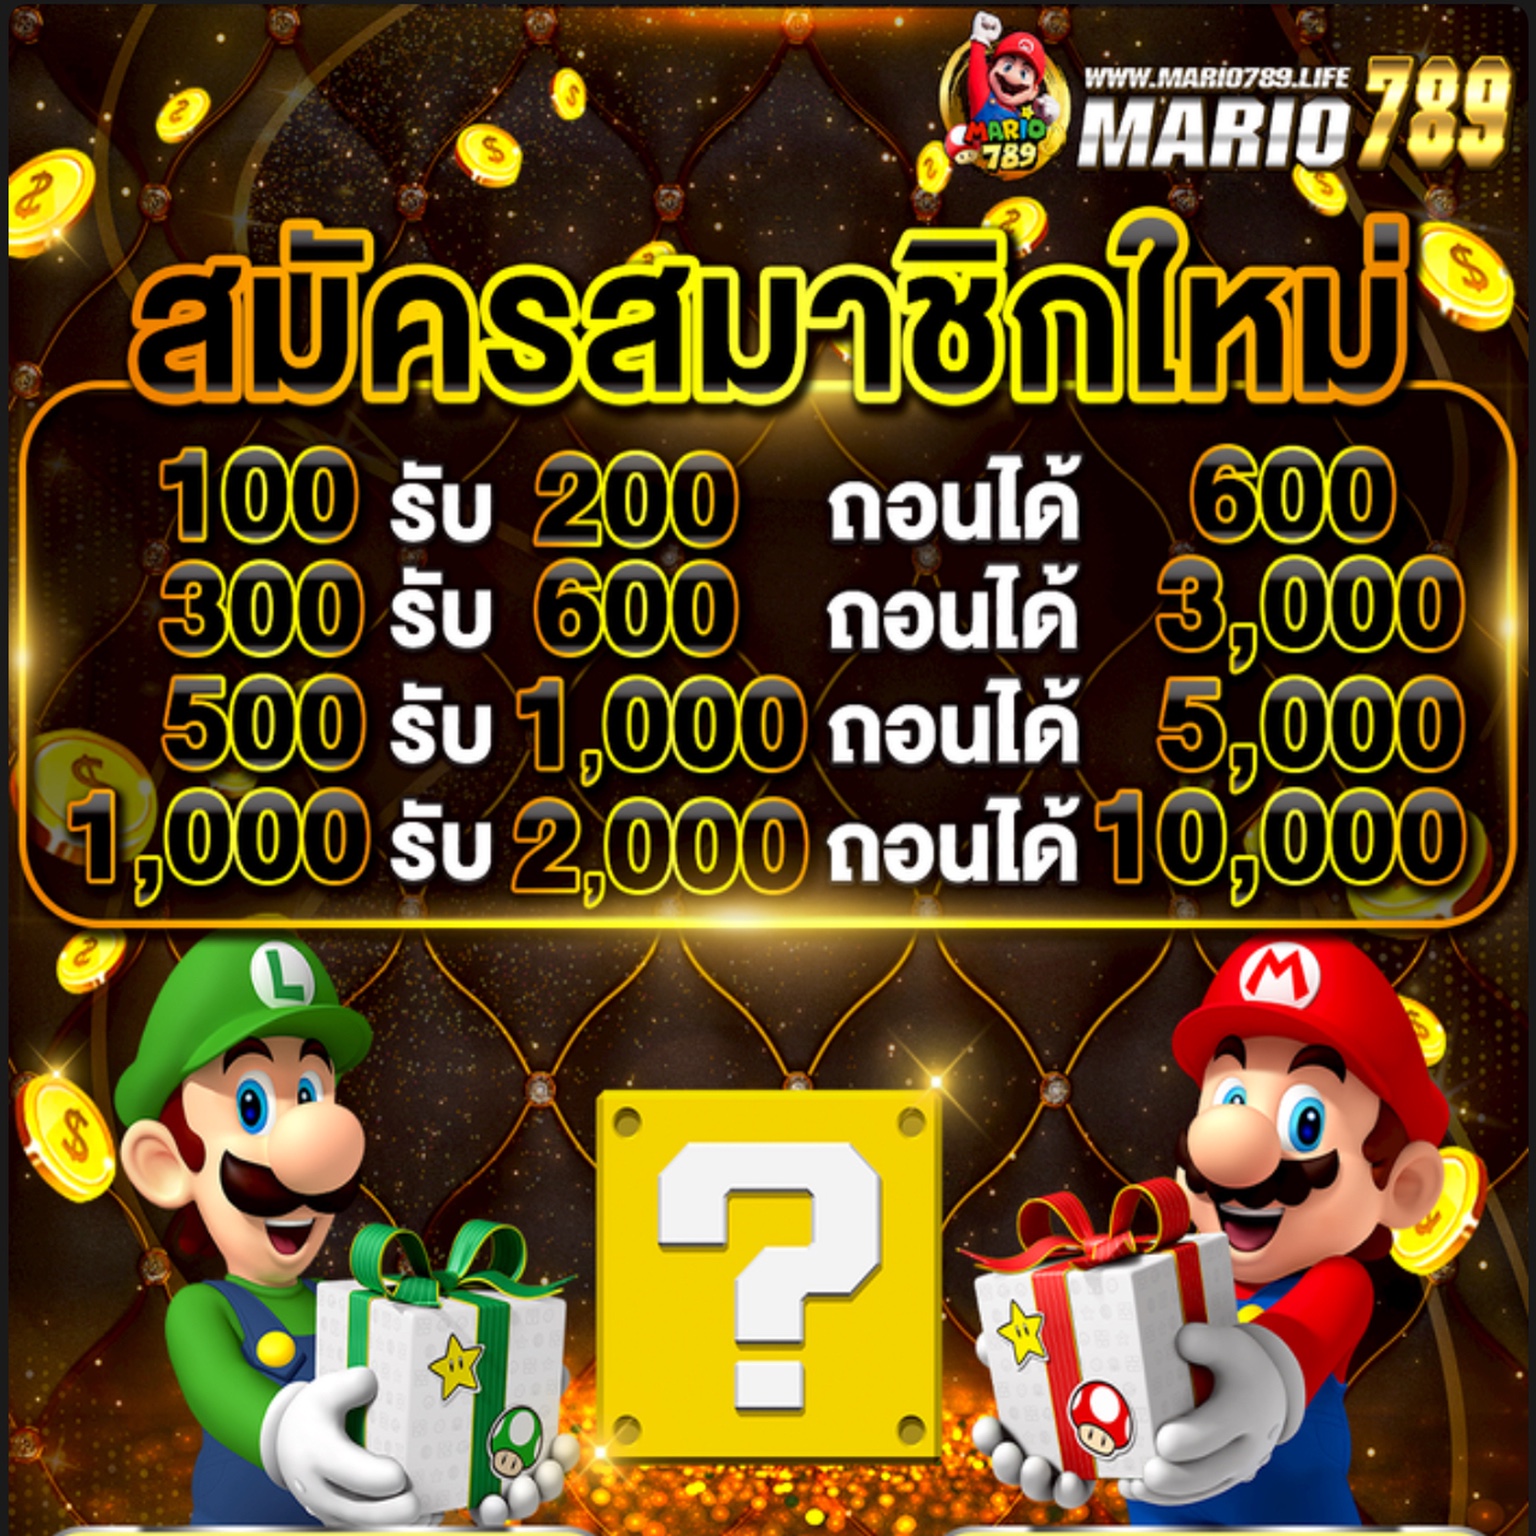 WWW.MARIO789.LIFE
MARIO 789
MARIO
789
สมัครสมาชิกใหม่
100 รับ 200 ถอนได้ 600
300 รับ 600 ถอนได้ 3,000
500 รับ 1,000 ถอนได้ 5,000
1,000 รับ 2,000 ถอนได้ 10,000
L
M
?